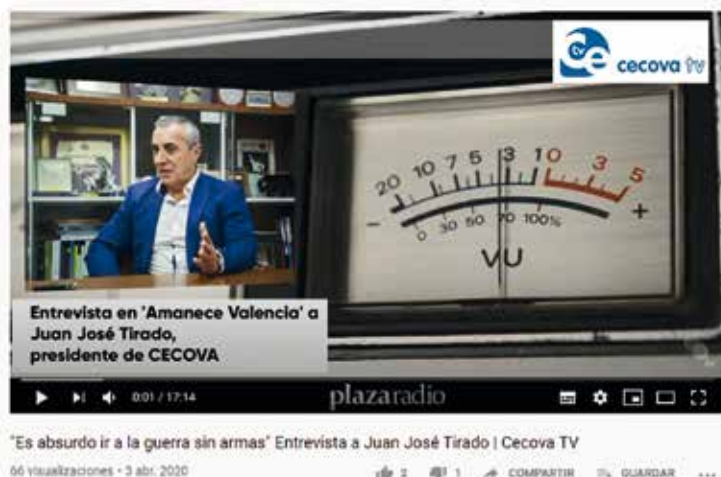 cecova tv
20 10 7 5 3 1 0 3 5
- +
0 30 50 70 100%
VU
Entrevista en 'Amanece Valencia' a
Juan José Tirado,
presidente de CECOVA
0:01 / 17:14
plazaradio
"Es absurdo ir a la guerra sin armas" Entrevista a Juan José Tirado | Cecova TV
66 visualizaciones • 3 abr. 2020
2 1 COMPARTIR GUARDAR